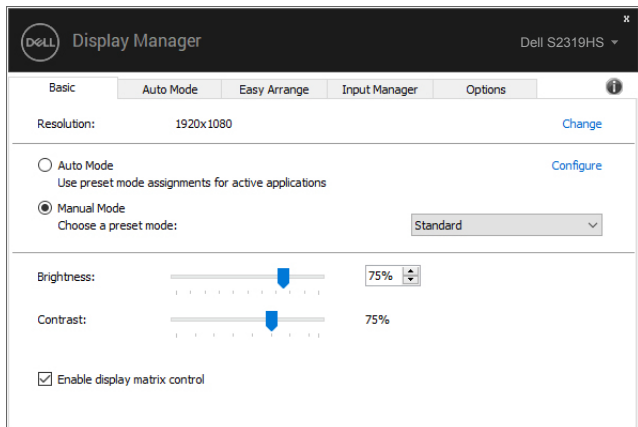 x
DELL Display Manager Dell S2319HS
Basic Auto Mode Easy Arrange Input Manager Options i
Resolution: 1920x1080 Change
Auto Mode Configure
Use preset mode assignments for active applications
Manual Mode
Choose a preset mode: Standard
Brightness: 75%
Contrast: 75%
Enable display matrix control